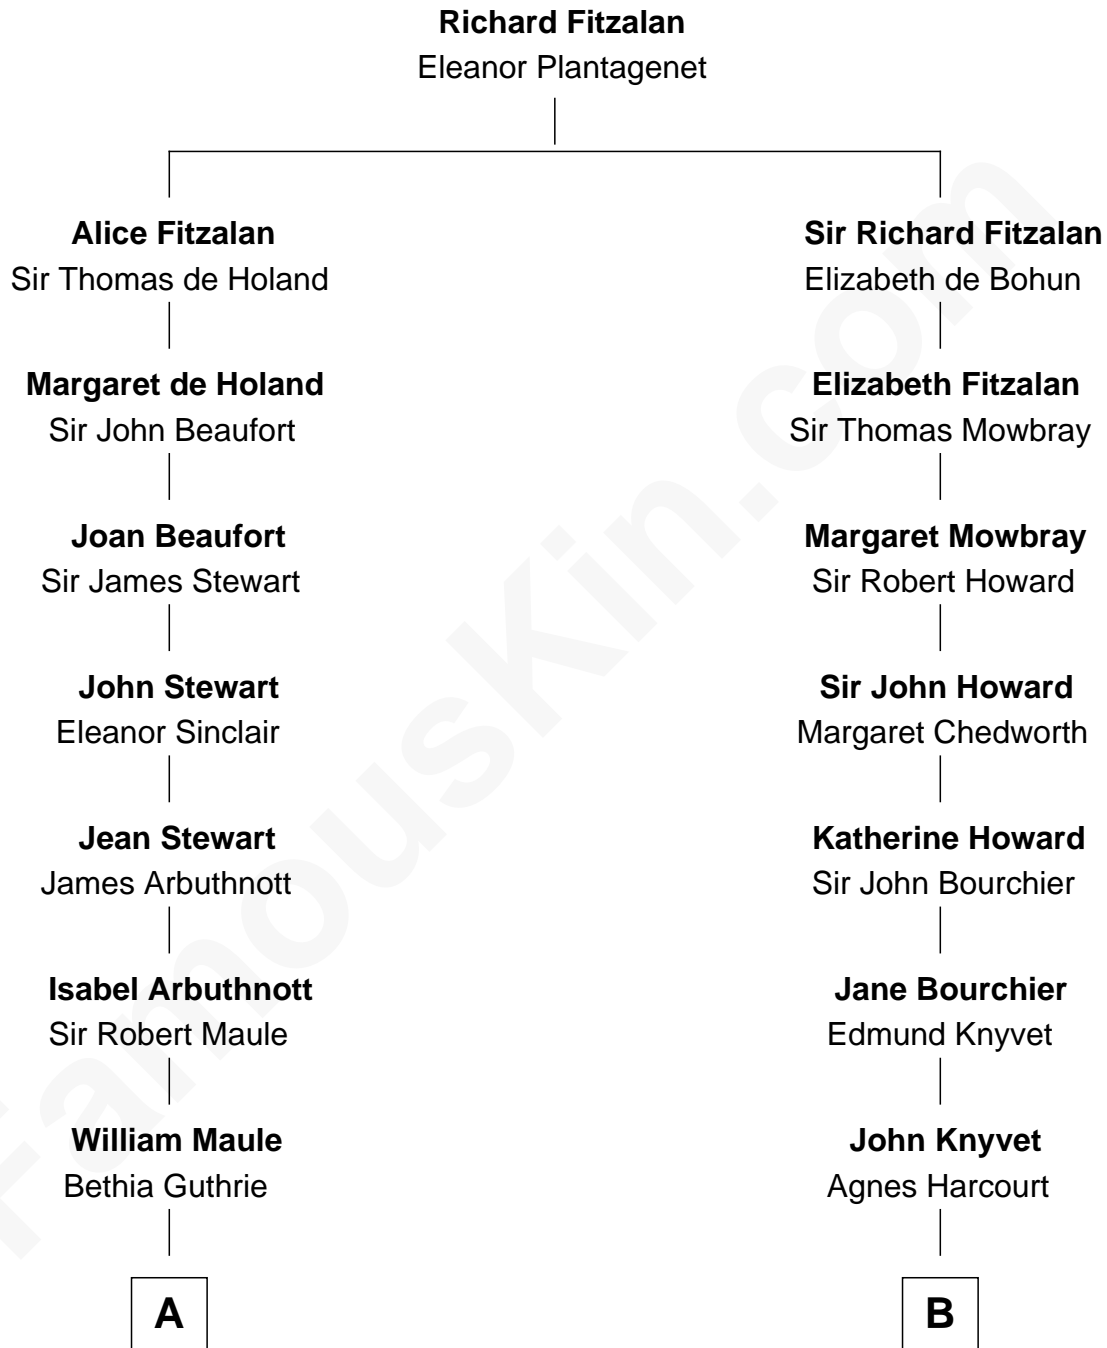 Richard Fitzalan
Eleanor Plantagenet
Alice Fitzalan
Sir Thomas de Holand
Sir Richard Fitzalan
Elizabeth de Bohun
Margaret de Holand
Sir John Beaufort
Elizabeth Fitzalan
Sir Thomas Mowbray
Joan Beaufort
Sir James Stewart
Margaret Mowbray
Sir Robert Howard
John Stewart
Eleanor Sinclair
Sir John Howard
Margaret Chedworth
Jean Stewart
James Arbuthnott
Katherine Howard
Sir John Bourchier
Isabel Arbuthnott
Sir Robert Maule
Jane Bourchier
Edmund Knyvet
William Maule
Bethia Guthrie
John Knyvet
Agnes Harcourt
A
B
FamousKin.com